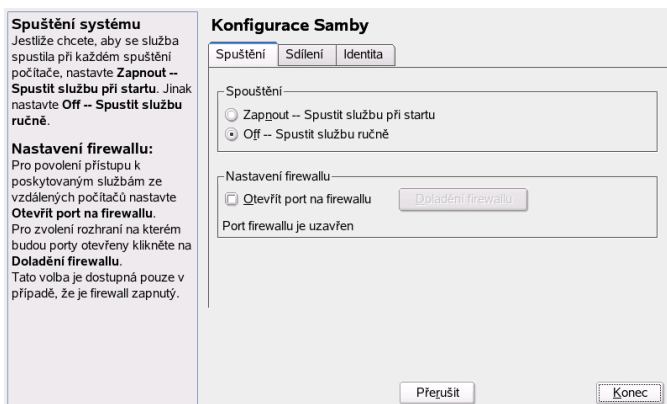 Spuštění systému
Jestliže chcete, aby se služba
spustila při každém spuštění
počítače, nastavte Zapnout --
Spustit službu při startu. Jinak
nastavte Off -- Spustit službu
ručně.
Nastavení firewallu:
Pro povolení přístupu k
poskytovaným službám ze
vzdálených počítačů nastavte
Otevřít port na firewallu.
Pro zvolení rozhraní na kterém
budou porty otevřeny klikněte na
Doladění firewallu.
Tato volba je dostupná pouze v
případě, že je firewall zapnutý.
Konfigurace Samby
Spuštění Sdílení Identita
Spouštění
Zapnout -- Spustit službu při startu
Off -- Spustit službu ručně
Nastavení firewallu
Otevřít port na firewallu Doladění firewallu
Port firewallu je uzavřen
Přerušit Konec